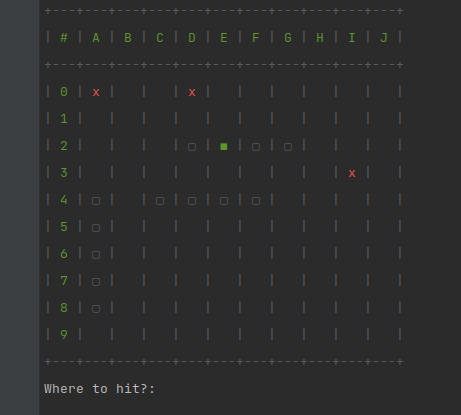 +---+---+---+---+---+---+---+---+---+---+---+
| # | A | B | C | D | E | F | G | H | I | J |
+---+---+---+---+---+---+---+---+---+---+---+
| 0 | x |   |   | x |   |   |   |   |   |   |
| 1 |   |   |   |   |   |   |   |   |   |   |
| 2 |   |   |   | □ | ■ | □ | □ |   |   |   |
| 3 |   |   |   |   |   |   |   |   | x |   |
| 4 | □ |   | □ | □ | □ | □ |   |   |   |   |
| 5 | □ |   |   |   |   |   |   |   |   |   |
| 6 | □ |   |   |   |   |   |   |   |   |   |
| 7 | □ |   |   |   |   |   |   |   |   |   |
| 8 | □ |   |   |   |   |   |   |   |   |   |
| 9 |   |   |   |   |   |   |   |   |   |   |
+---+---+---+---+---+---+---+---+---+---+---+
Where to hit?: